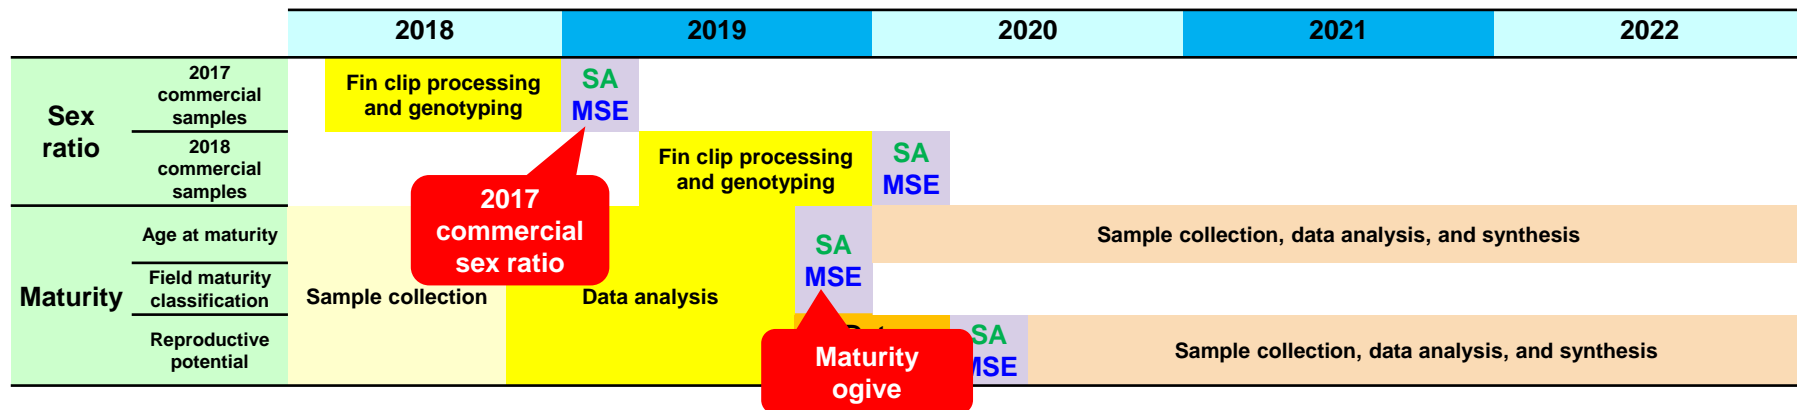 2018 2019 2020 2021 2022
Sex
ratio
2017
commercial
samples
Fin clip processing
and genotyping
SA
MSE
2018
commercial
samples
Fin clip processing
and genotyping
SA
MSE
2017
commercial
sex ratio
Maturity
Age at maturity
Field maturity
classification
Reproductive
potential
Sample collection
Data analysis
SA
MSE
Sample collection, data analysis, and synthesis
Maturity
ogive
SA
MSE
Sample collection, data analysis, and synthesis